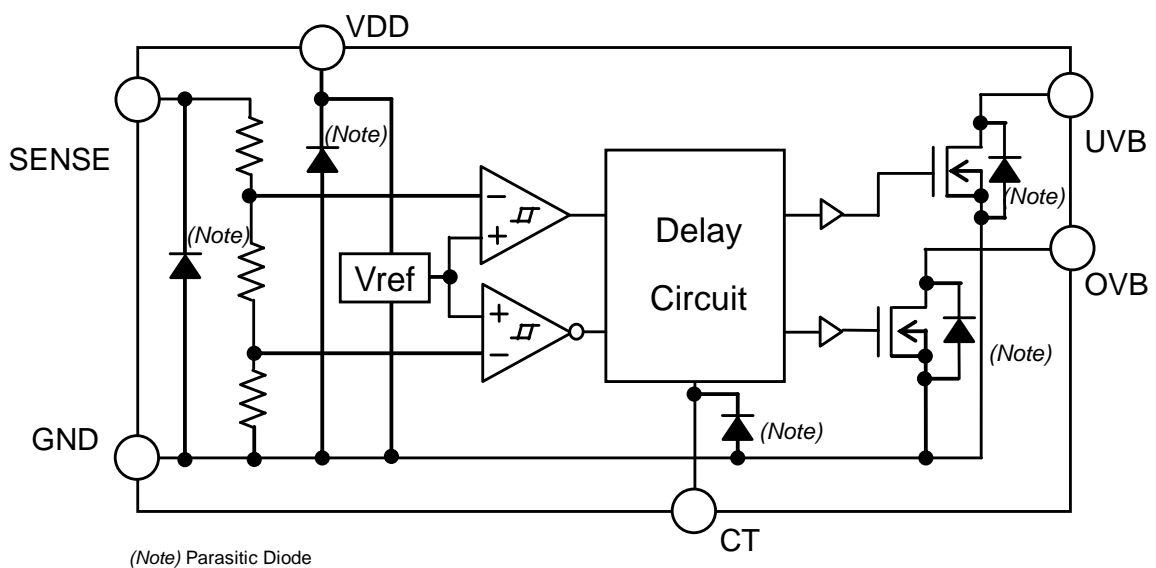 VDD
SENSE
(Note)
(Note)
UVB
(Note)
−
+
Delay
Circuit
Vref
+
−
OVB
(Note)
GND
(Note)
CT
(Note) Parasitic Diode